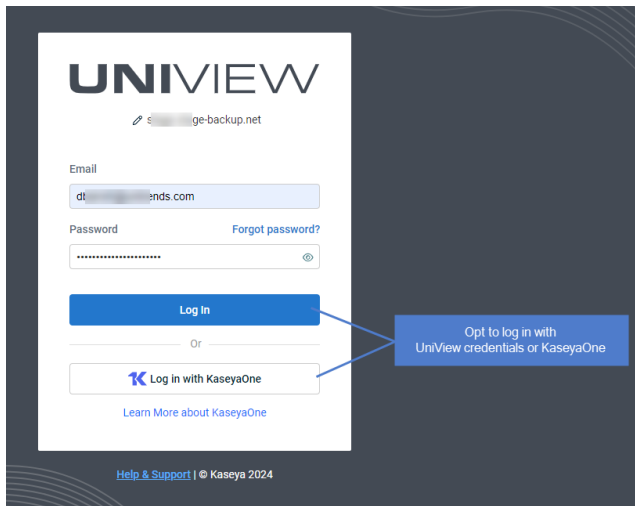 UNIVIEW
ge-backup.net
Email
ends.com
Password Forgot password?
Log In
Or
Log in with KaseyaOne
Learn More about KaseyaOne
Opt to log in with
UniView credentials or KaseyaOne
Help & Support | © Kaseya 2024